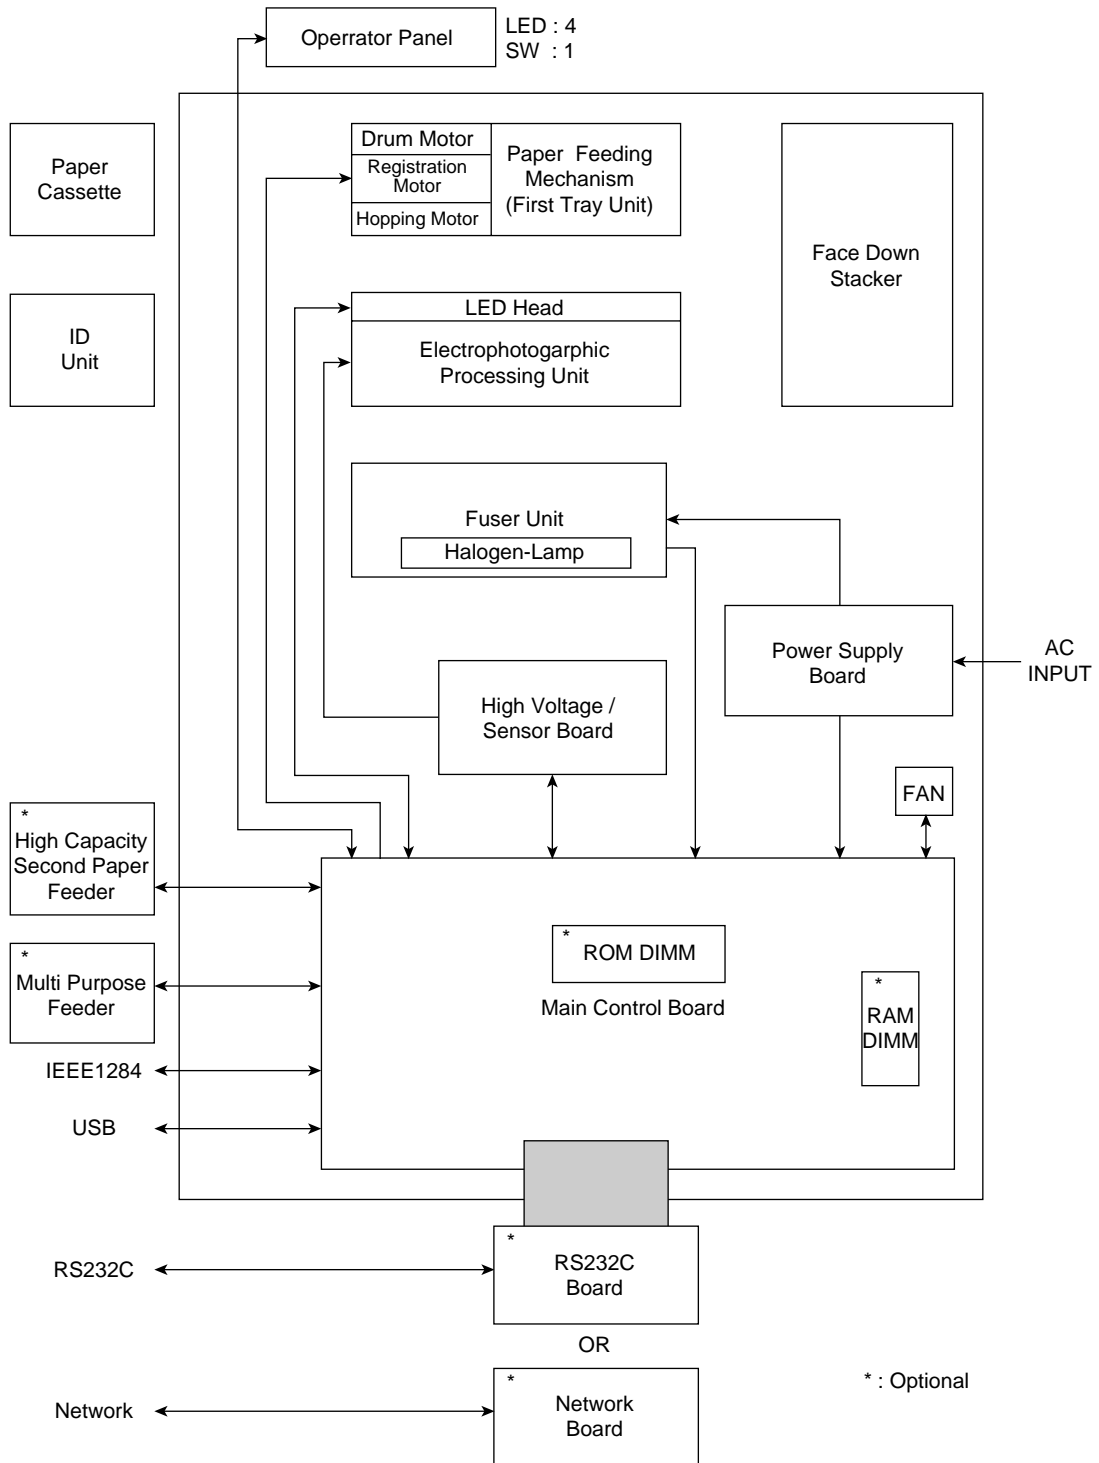 Operrator Panel
LED : 4
SW : 1
Paper
Cassette
Drum Motor
Registration
Motor
Hopping Motor
Paper Feeding
Mechanism
(First Tray Unit)
Face Down
Stacker
ID
Unit
LED Head
Electrophotogarphic
Processing Unit
Fuser Unit
Halogen-Lamp
Power Supply
Board
AC
INPUT
High Voltage /
Sensor Board
FAN
*
High Capacity
Second Paper
Feeder
*
Multi Purpose
Feeder
*
ROM DIMM
Main Control Board
*
RAM
DIMM
IEEE1284
USB
RS232C
*
RS232C
Board
OR
* : Optional
Network
*
Network
Board